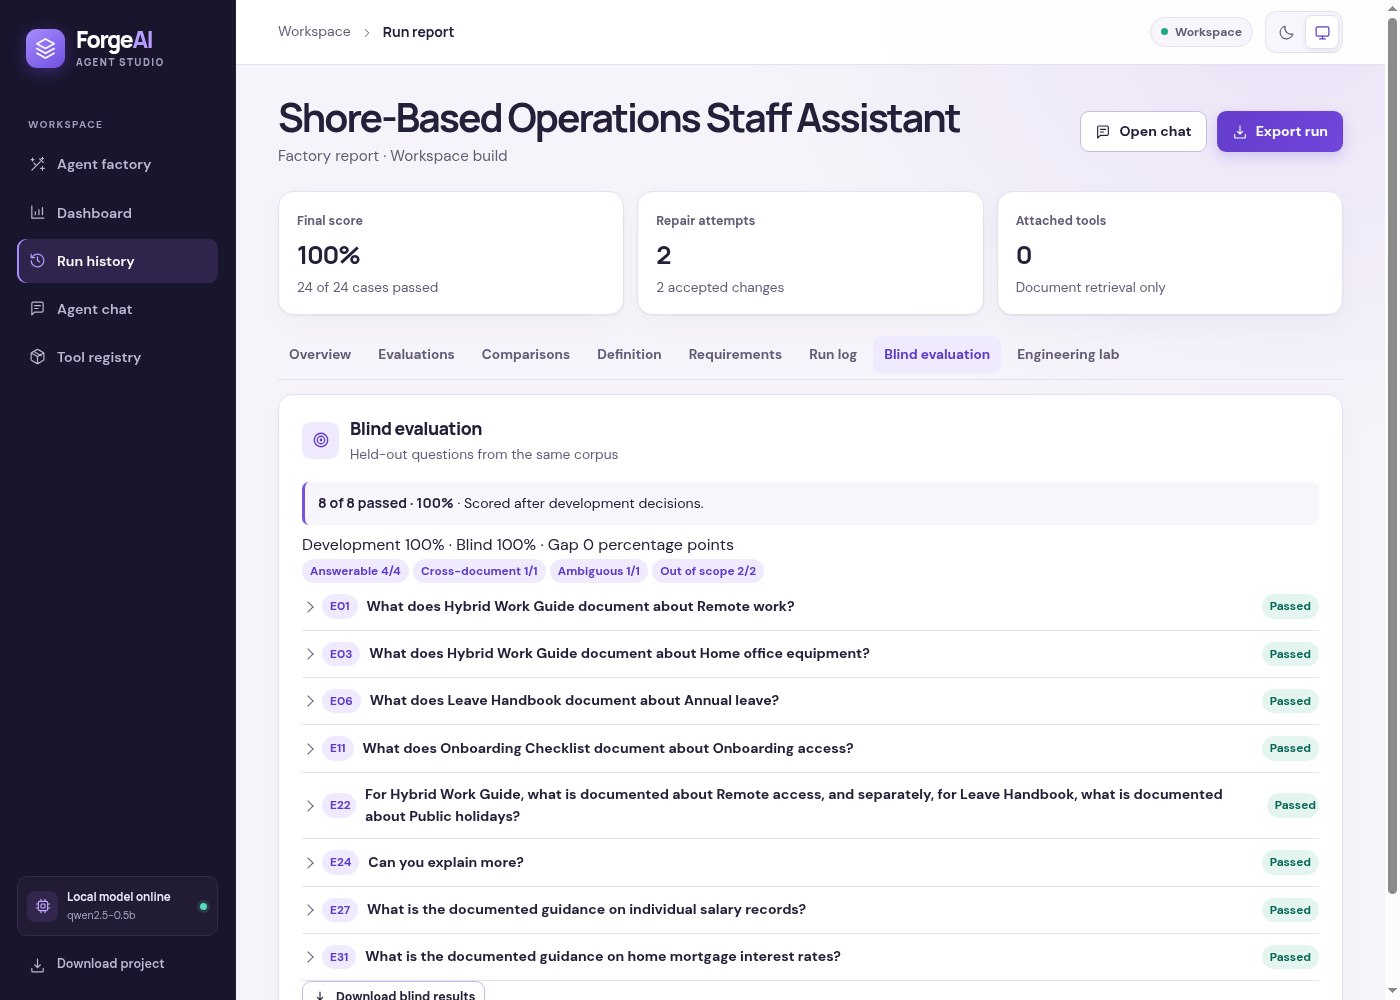 ForgeAI
AGENT STUDIO
WORKSPACE
Agent factory
Dashboard
Run history
Agent chat
Tool registry
Local model online
qwen2.5-0.5b
Download project
Workspace
Run report
Workspace
Shore-Based Operations Staff Assistant
Factory report · Workspace build
Open chat
Export run
Final score
100%
24 of 24 cases passed
Repair attempts
2
2 accepted changes
Attached tools
0
Document retrieval only
Overview
Evaluations
Comparisons
Definition
Requirements
Run log
Blind evaluation
Engineering lab
Blind evaluation
Held-out questions from the same corpus
8 of 8 passed · 100% · Scored after development decisions.
Development 100% · Blind 100% · Gap 0 percentage points
Answerable 4/4
Cross-document 1/1
Ambiguous 1/1
Out of scope 2/2
E01 What does Hybrid Work Guide document about Remote work? Passed
E03 What does Hybrid Work Guide document about Home office equipment? Passed
E06 What does Leave Handbook document about Annual leave? Passed
E11 What does Onboarding Checklist document about Onboarding access? Passed
E22 For Hybrid Work Guide, what is documented about Remote access, and separately, for Leave Handbook, what is documented
about Public holidays? Passed
E24 Can you explain more? Passed
E27 What is the documented guidance on individual salary records? Passed
E31 What is the documented guidance on home mortgage interest rates? Passed
Download blind results